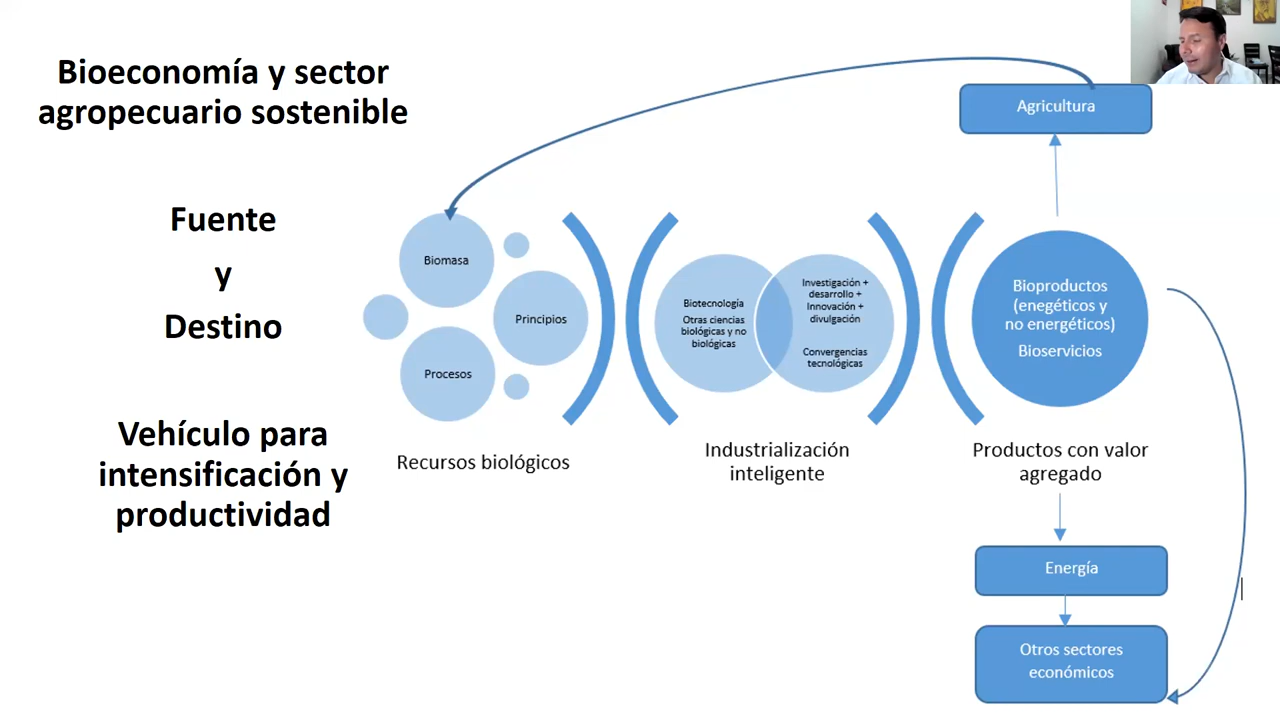 Bioeconomía y sector
agropecuario sostenible
Fuente
y
Destino
Vehículo para
intensificación y
productividad
Biomasa
Principios
Procesos
Recursos biológicos
Biotecnología
Otras ciencias
biológicas y no
biológicas
Investigación +
desarrollo +
Innovación +
divulgación
Convergencias
tecnológicas
Industrialización
inteligente
Agricultura
Bioproductos
(enegéticos y
no energéticos)
Bioservicios
Productos con valor
agregado
Energía
Otros sectores
económicos